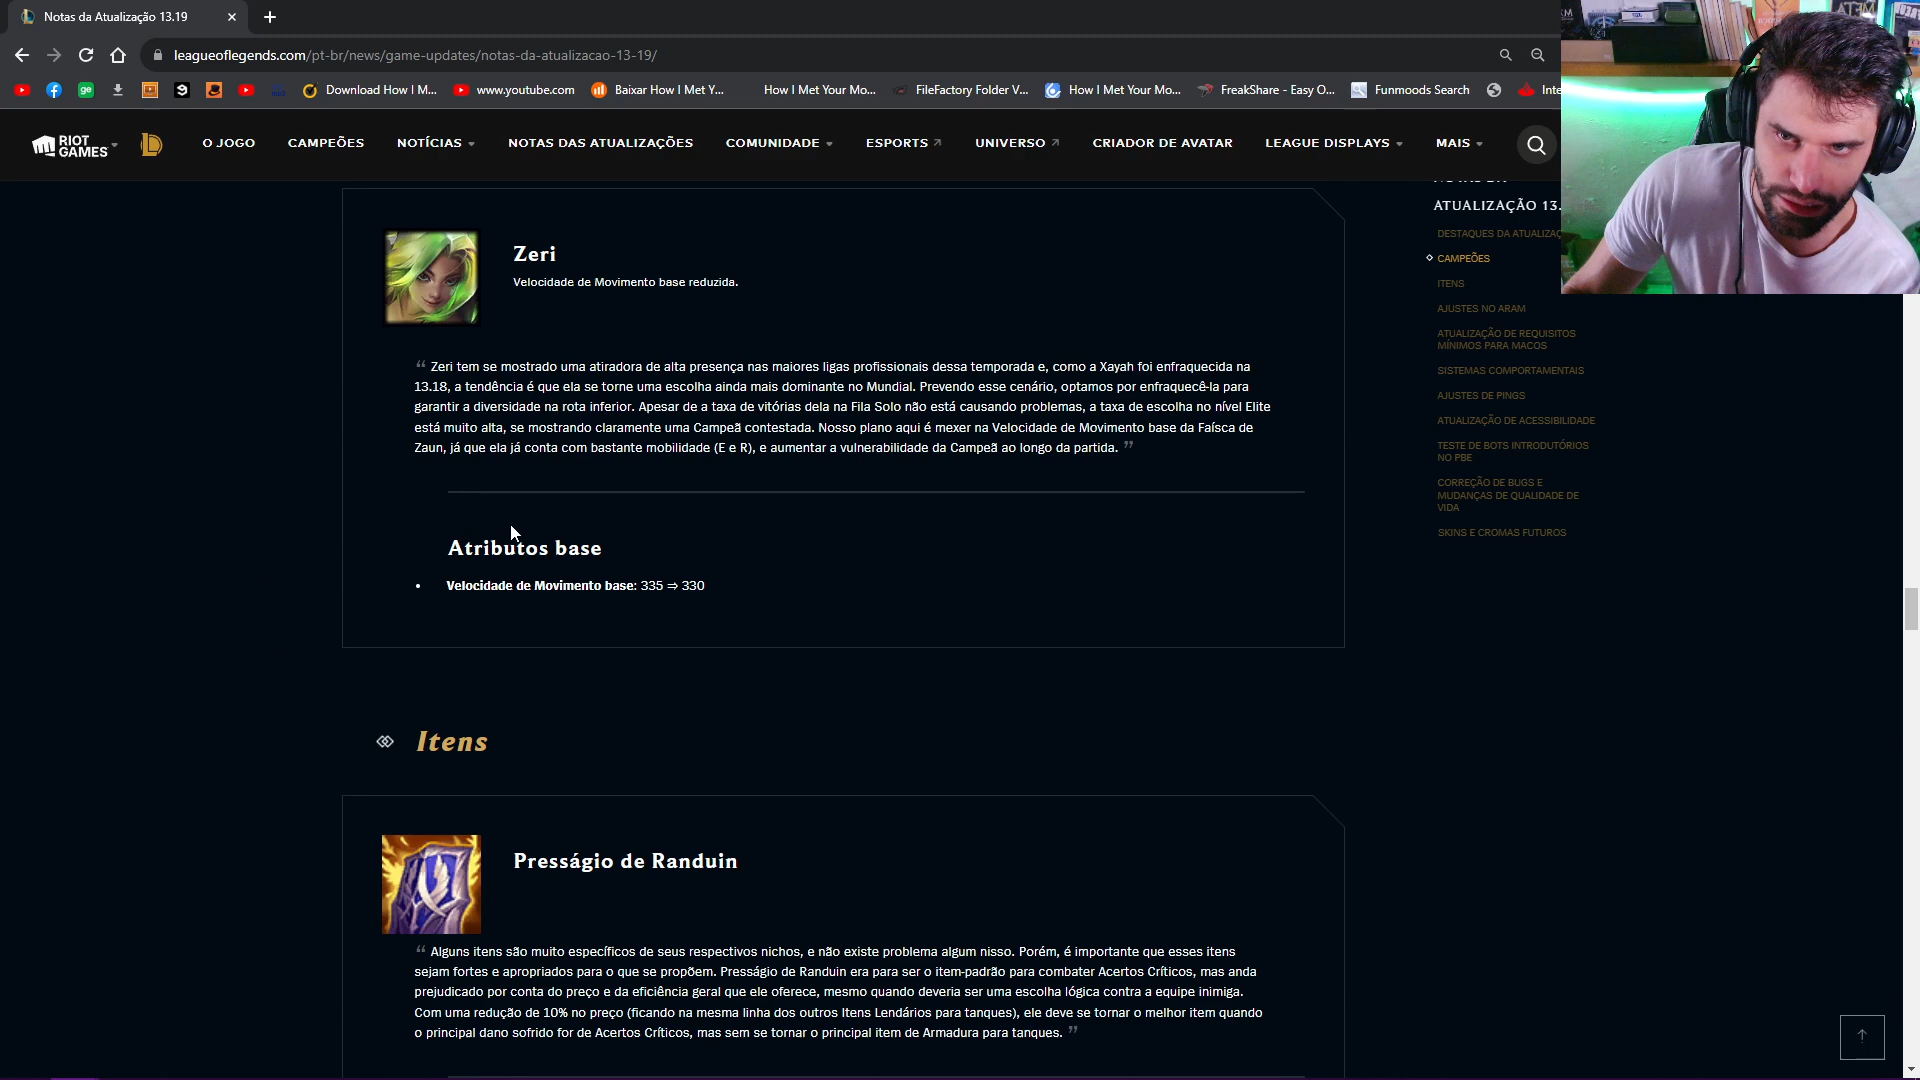 Notas da Atualização 13.19
leagueoflegends.com/pt-br/news/game-updates/notas-da-atualizacao-13-19/
Download How I M...
www.youtube.com
Baixar How I Met Y...
How I Met Your Mo...
FileFactory Folder V...
How I Met Your Mo...
FreakShare - Easy O...
Funmoods Search
Inte
RIOT GAMES
O JOGO
CAMPEÕES
NOTÍCIAS
NOTAS DAS ATUALIZAÇÕES
COMUNIDADE
ESPORTS
UNIVERSO
CRIADOR DE AVATAR
LEAGUE DISPLAYS
MAIS
Zeri
Velocidade de Movimento base reduzida.
“ Zeri tem se mostrado uma atiradora de alta presença nas maiores ligas profissionais dessa temporada e, como a Xayah foi enfraquecida na
13.18, a tendência é que ela se torne uma escolha ainda mais dominante no Mundial. Prevendo esse cenário, optamos por enfraquecê-la para
garantir a diversidade na rota inferior. Apesar de a taxa de vitórias dela na Fila Solo não está causando problemas, a taxa de escolha no nível Elite
está muito alta, se mostrando claramente uma Campeã contestada. Nosso plano aqui é mexer na Velocidade de Movimento base da Faísca de
Zaun, já que ela já conta com bastante mobilidade (E e R), e aumentar a vulnerabilidade da Campeã ao longo da partida. ”
Atributos base
• Velocidade de Movimento base: 335 ⇒ 330
Itens
Presságio de Randuin
“ Alguns itens são muito específicos de seus respectivos nichos, e não existe problema algum nisso. Porém, é importante que esses itens
sejam fortes e apropriados para o que se propõem. Presságio de Randuin era para ser o item-padrão para combater Acertos Críticos, mas anda
prejudicado por conta do preço e da eficiência geral que ele oferece, mesmo quando deveria ser uma escolha lógica contra a equipe inimiga.
Com uma redução de 10% no preço (ficando na mesma linha dos outros Itens Lendários para tanques), ele deve se tornar o melhor item quando
o principal dano sofrido for de Acertos Críticos, mas sem se tornar o principal item de Armadura para tanques. ”
ATUALIZAÇÃO 13.
DESTAQUES DA ATUALIZAÇ
CAMPEÕES
ITENS
AJUSTES NO ARAM
ATUALIZAÇÃO DE REQUISITOS
MÍNIMOS PARA MACOS
SISTEMAS COMPORTAMENTAIS
AJUSTES DE PINGS
ATUALIZAÇÃO DE ACESSIBILIDADE
TESTE DE BOTS INTRODUTÓRIOS
NO PBE
CORREÇÃO DE BUGS E
MUDANÇAS DE QUALIDADE DE
VIDA
SKINS E CROMAS FUTUROS